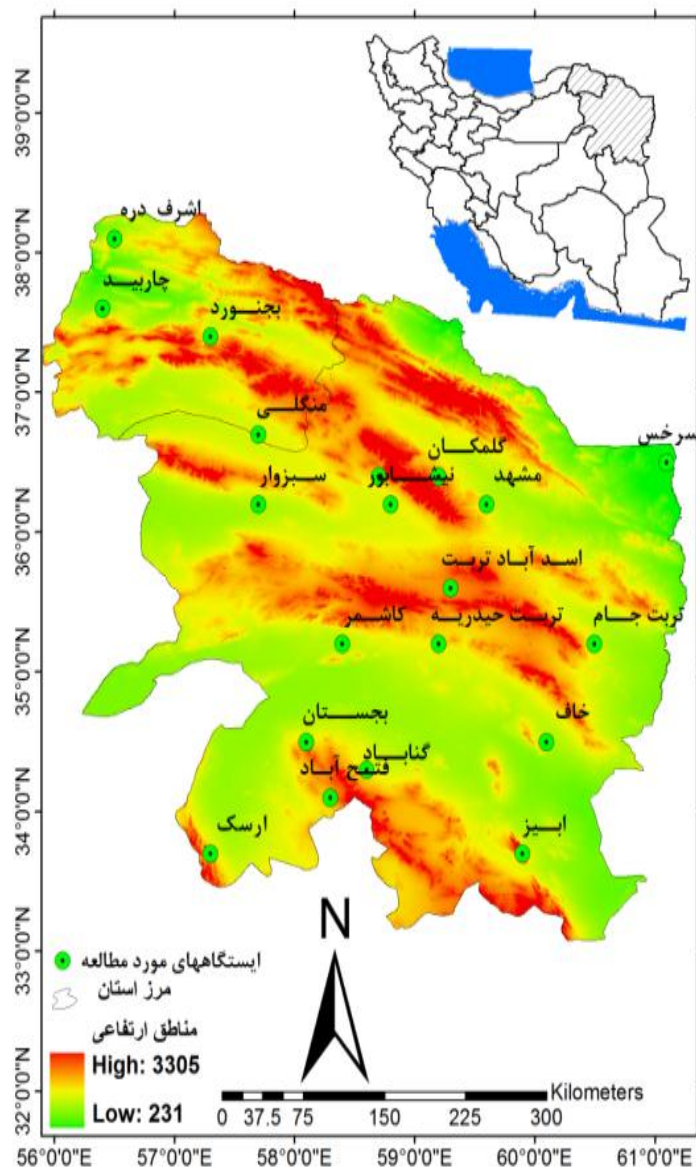 39°0'0"N
38°0'0"N
37°0'0"N
36°0'0"N
35°0'0"N
34°0'0"N
33°0'0"N
32°0'0"N
اشرف دره
چاربید
بجنورد
منگلی
گلمکان
سرخس
سبزوار
نیشابور
مشهد
اسد آباد تربت
کاشمر
تربت حیدریه
تربت جام
بجستان
خاف
گناباد
فتح آباد
ارسک
ابیز
N
ایستگاههای مورد مطالعه
مرز استان
مناطق ارتفاعی
High: 3305
Low: 231
Kilometers
0 37.5 75 150 225 300
56°0'0"E 57°0'0"E 58°0'0"E 59°0'0"E 60°0'0"E 61°0'0"E